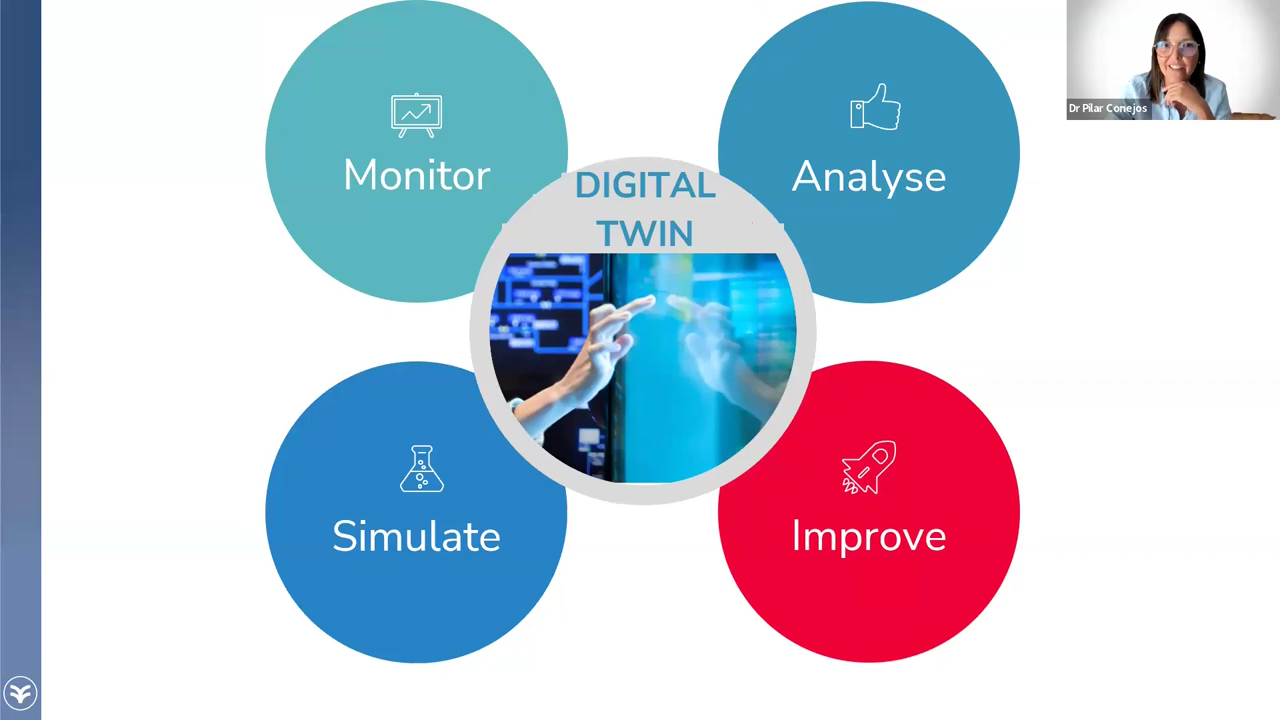 Dr Pilar Conejos
Monitor
Analyse
DIGITAL
TWIN
Simulate
Improve